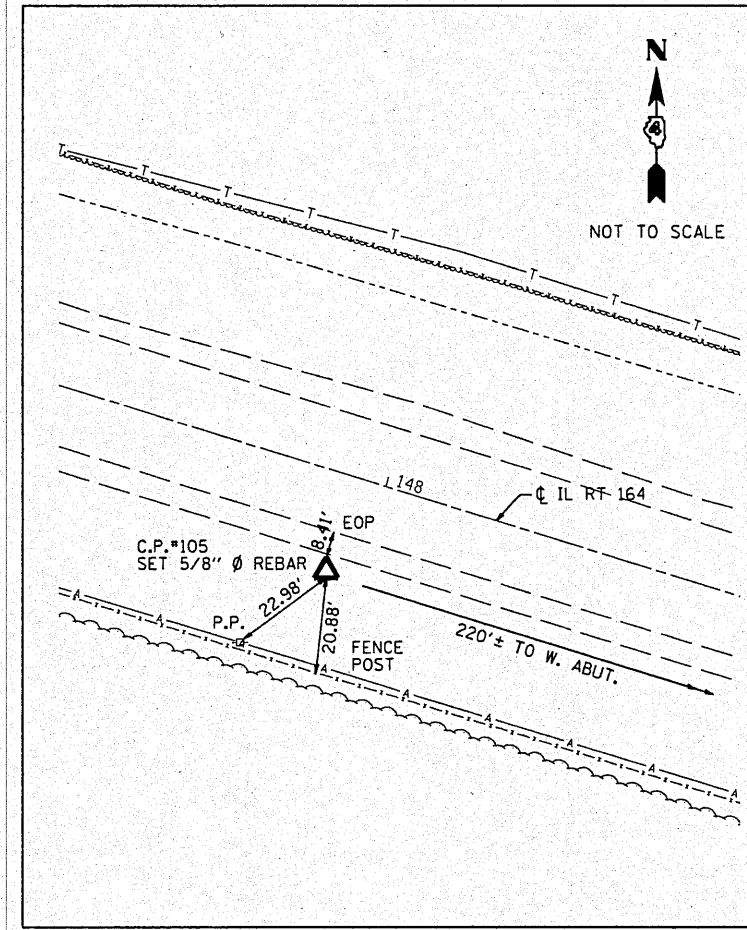 N
4
NOT TO SCALE
T T T T T T T T
148
℄ IL RT 164
8.41'
EOP
C.P.#105
SET 5/8" Ø REBAR
22.98'
P.P.
20.88'
FENCE
POST
220'± TO W. ABUT.
A A A A A A A A